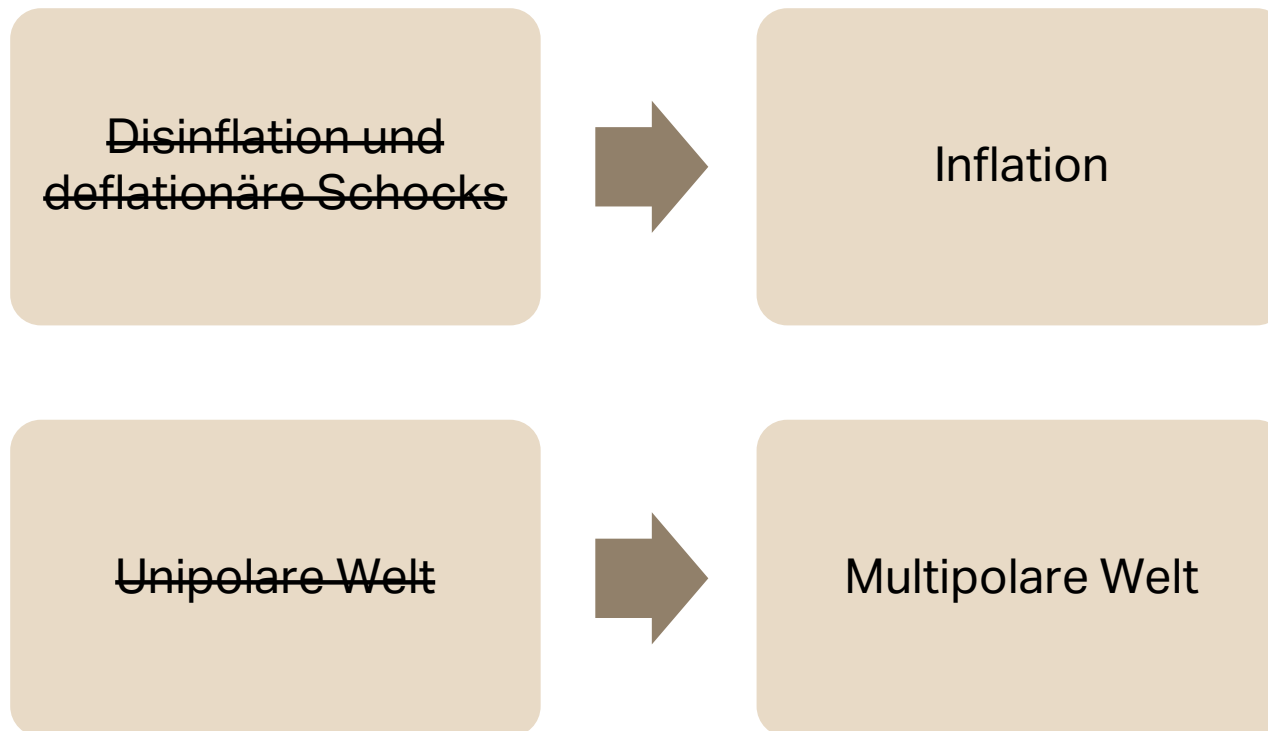 Disinflation und
deflationäre Schocks
Inflation
Unipolare Welt
Multipolare Welt